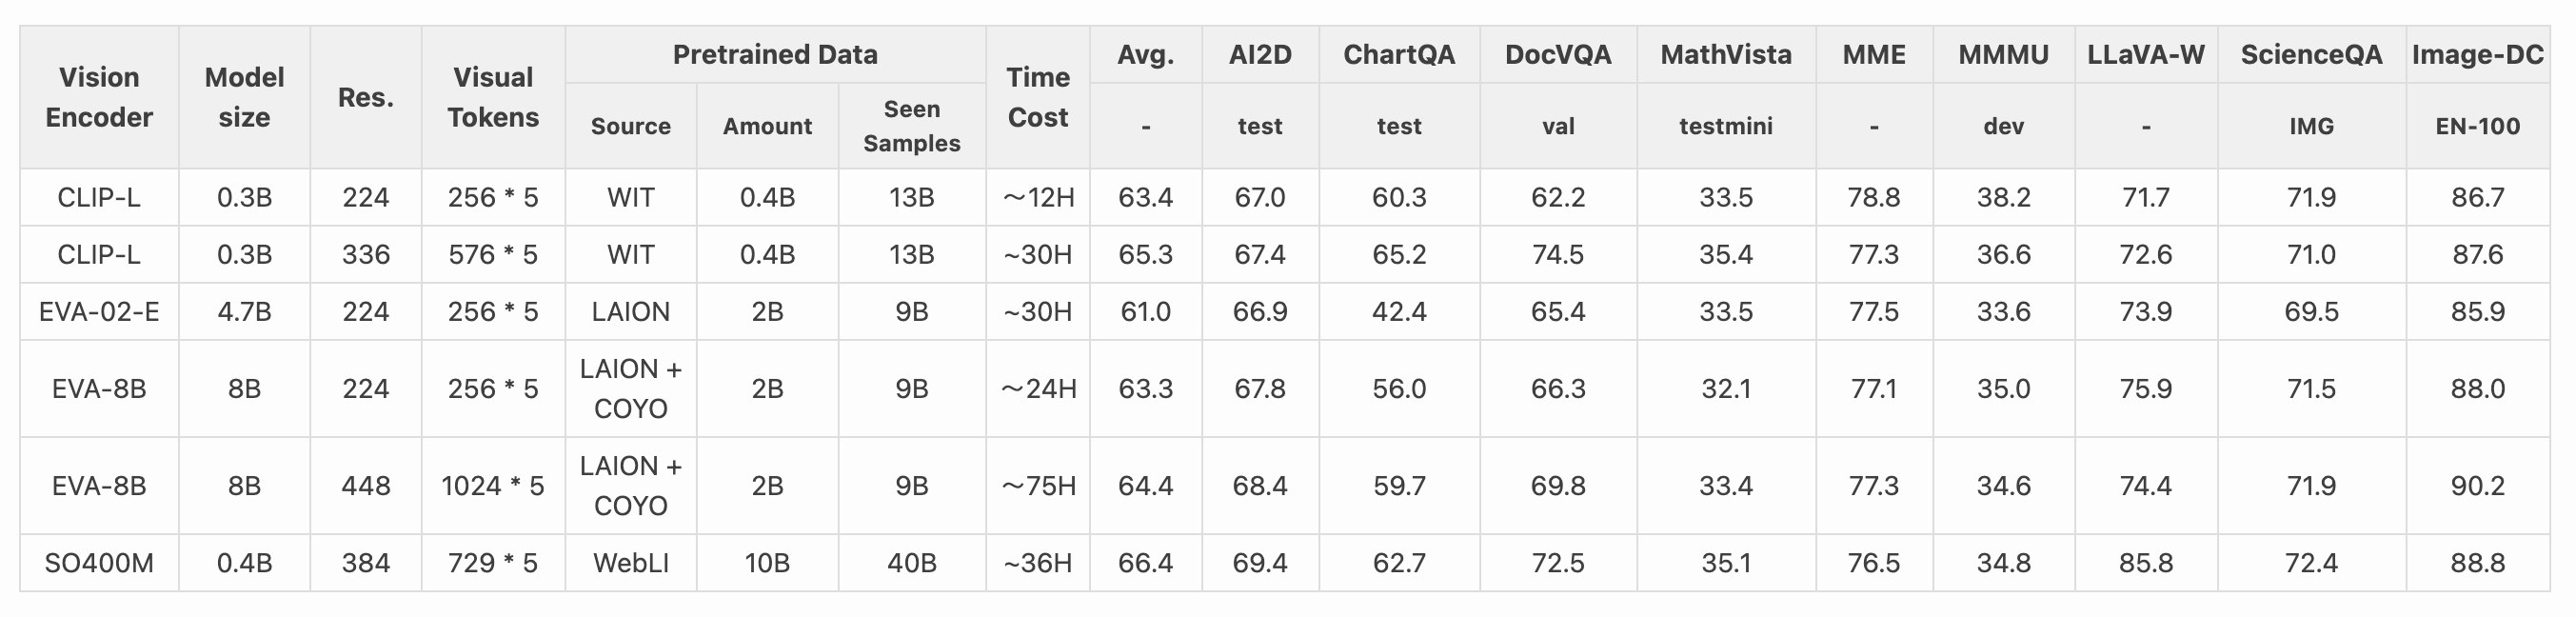 Vision Encoder Model size Res. Visual Tokens Pretrained Data Time Cost Avg. AI2D ChartQA DocVQA MathVista MME MMMU LLaVA-W ScienceQA Image-DC
Source Amount Seen Samples - test test val testmini - dev - IMG EN-100
CLIP-L 0.3B 224 256 * 5 WIT 0.4B 13B ~12H 63.4 67.0 60.3 62.2 33.5 78.8 38.2 71.7 71.9 86.7
CLIP-L 0.3B 336 576 * 5 WIT 0.4B 13B ~30H 65.3 67.4 65.2 74.5 35.4 77.3 36.6 72.6 71.0 87.6
EVA-02-E 4.7B 224 256 * 5 LAION 2B 9B ~30H 61.0 66.9 42.4 65.4 33.5 77.5 33.6 73.9 69.5 85.9
EVA-8B 8B 224 256 * 5 LAION + COYO 2B 9B ~24H 63.3 67.8 56.0 66.3 32.1 77.1 35.0 75.9 71.5 88.0
EVA-8B 8B 448 1024 * 5 LAION + COYO 2B 9B ~75H 64.4 68.4 59.7 69.8 33.4 77.3 34.6 74.4 71.9 90.2
SO400M 0.4B 384 729 * 5 WebLI 10B 40B ~36H 66.4 69.4 62.7 72.5 35.1 76.5 34.8 85.8 72.4 88.8